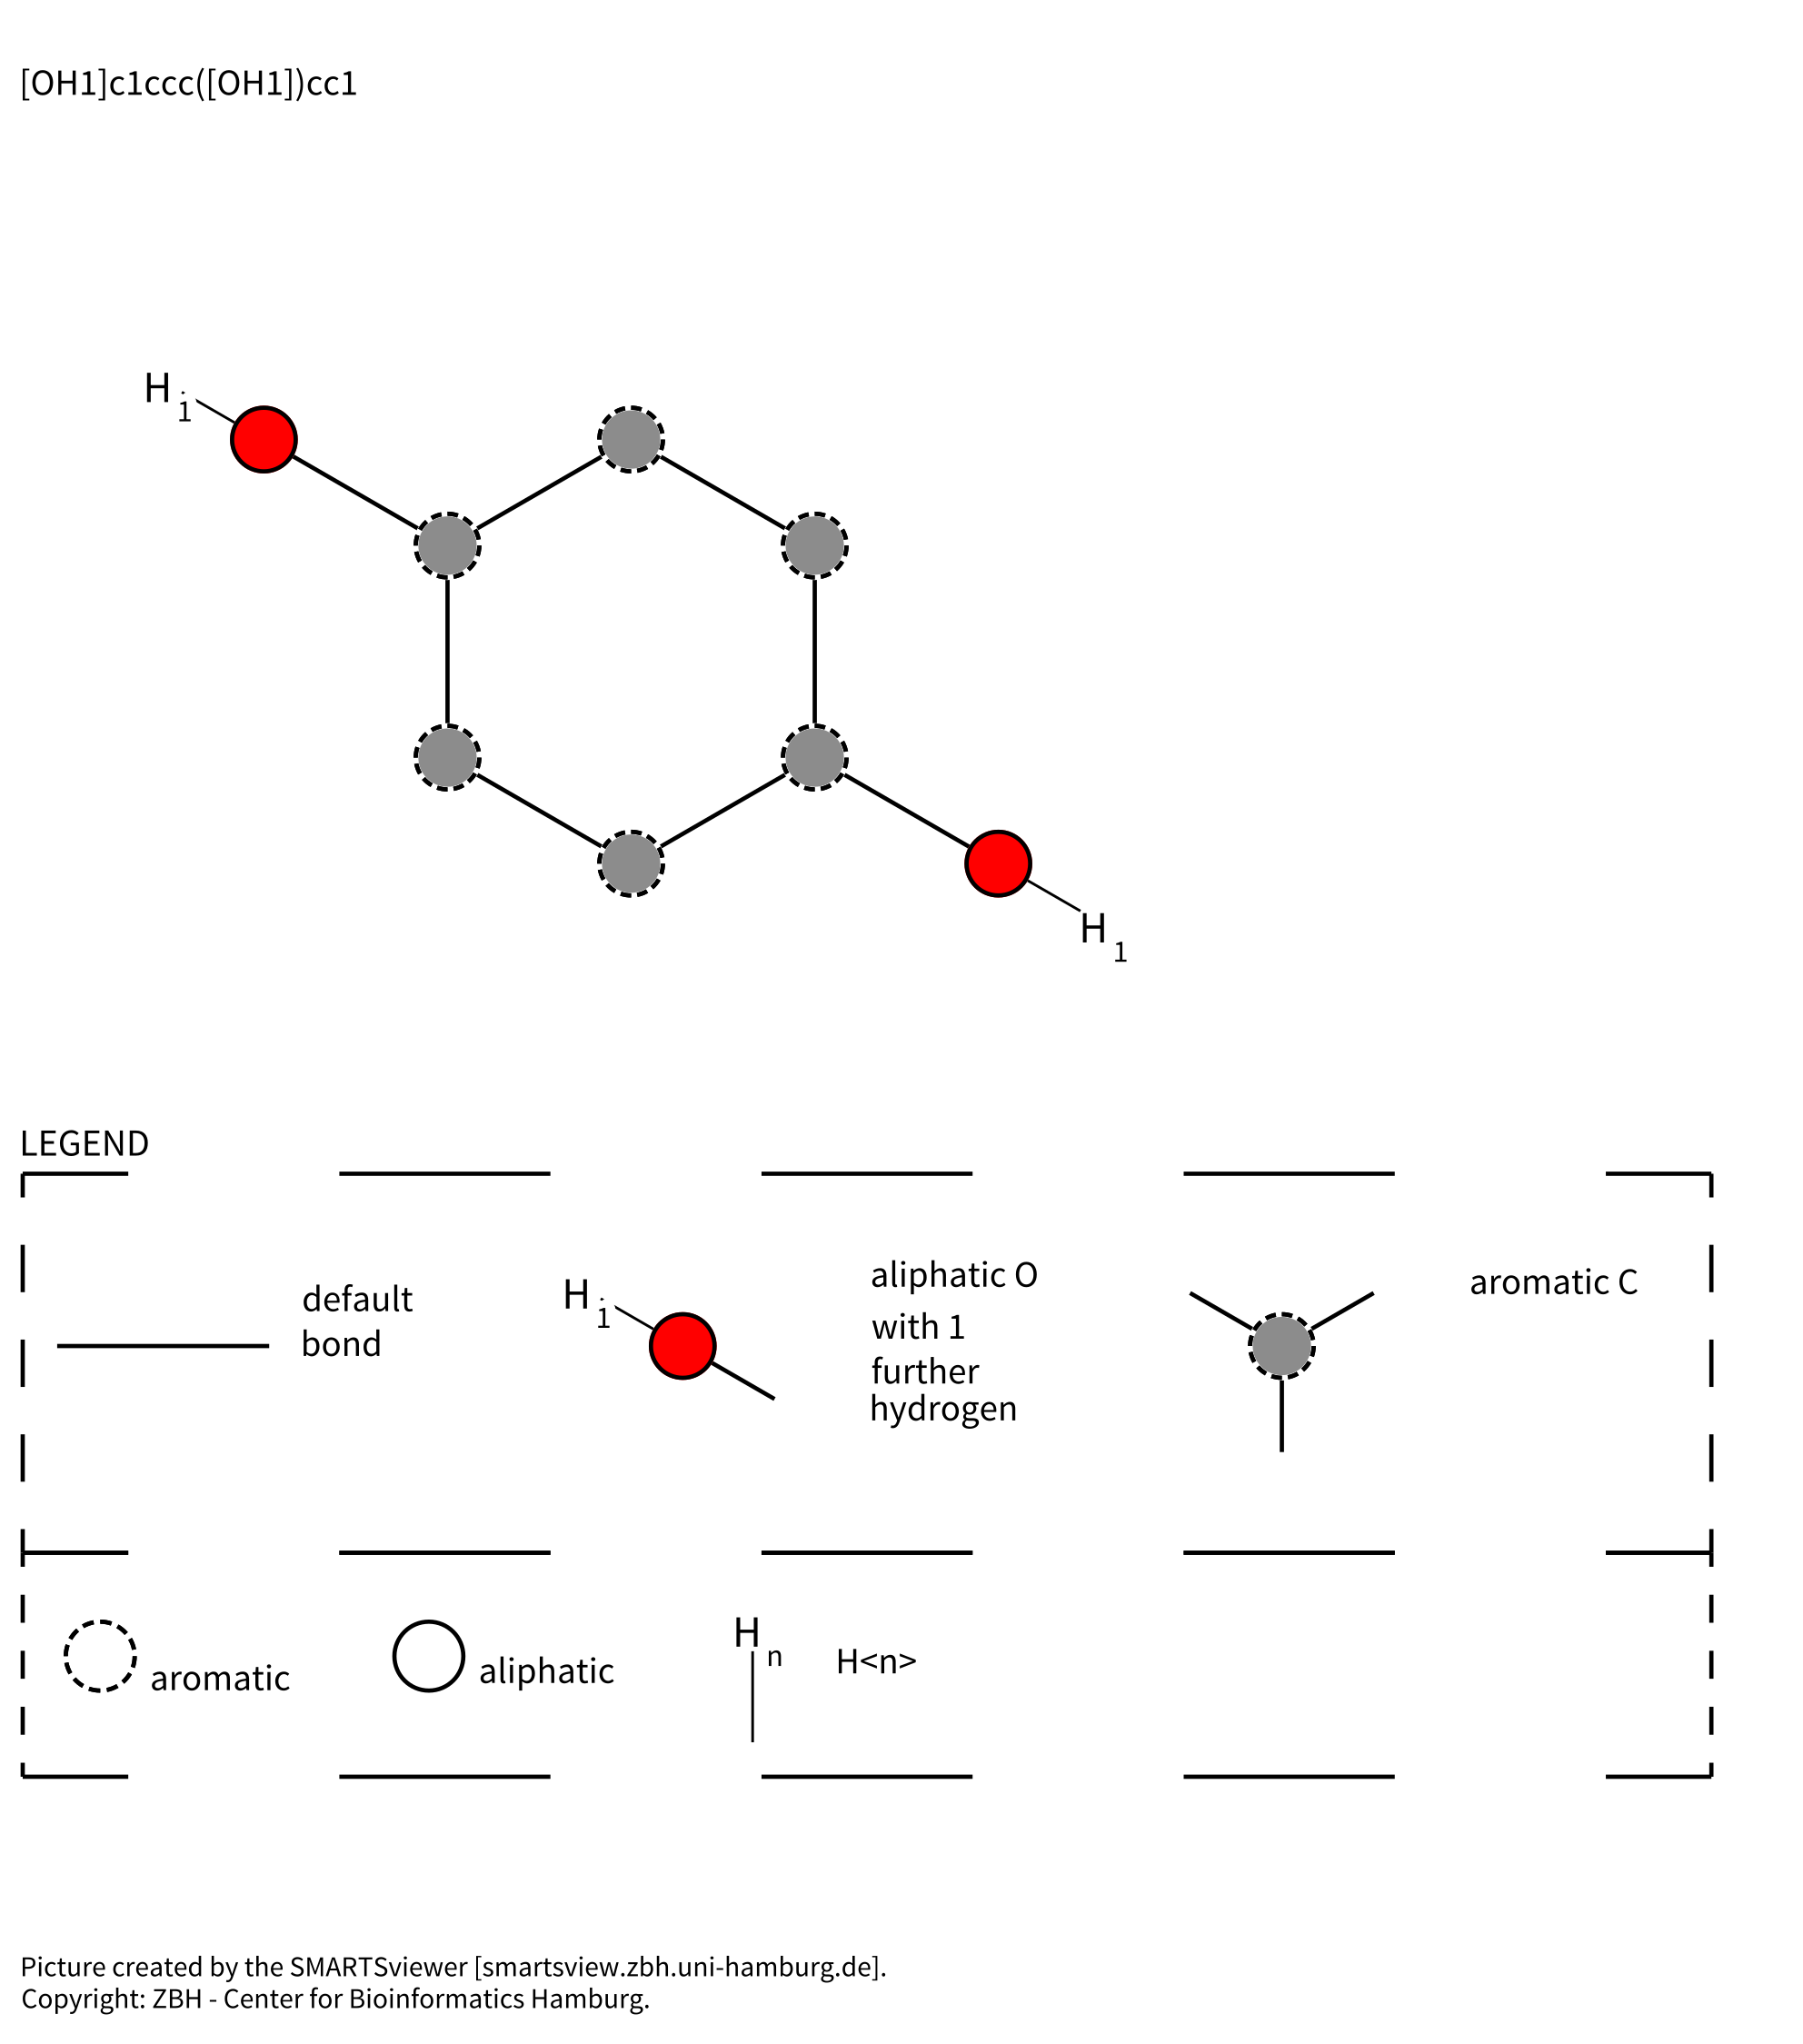 [OH1]c1ccc([OH1])cc1
H 1
H 1
LEGEND
default
bond
H 1
aliphatic O
with 1
further
hydrogen
aromatic C
aromatic
aliphatic
H n
H<n>
Picture created by the SMARTSviewer [smartsview.zbh.uni-hamburg.de].
Copyright: ZBH - Center for Bioinformatics Hamburg.